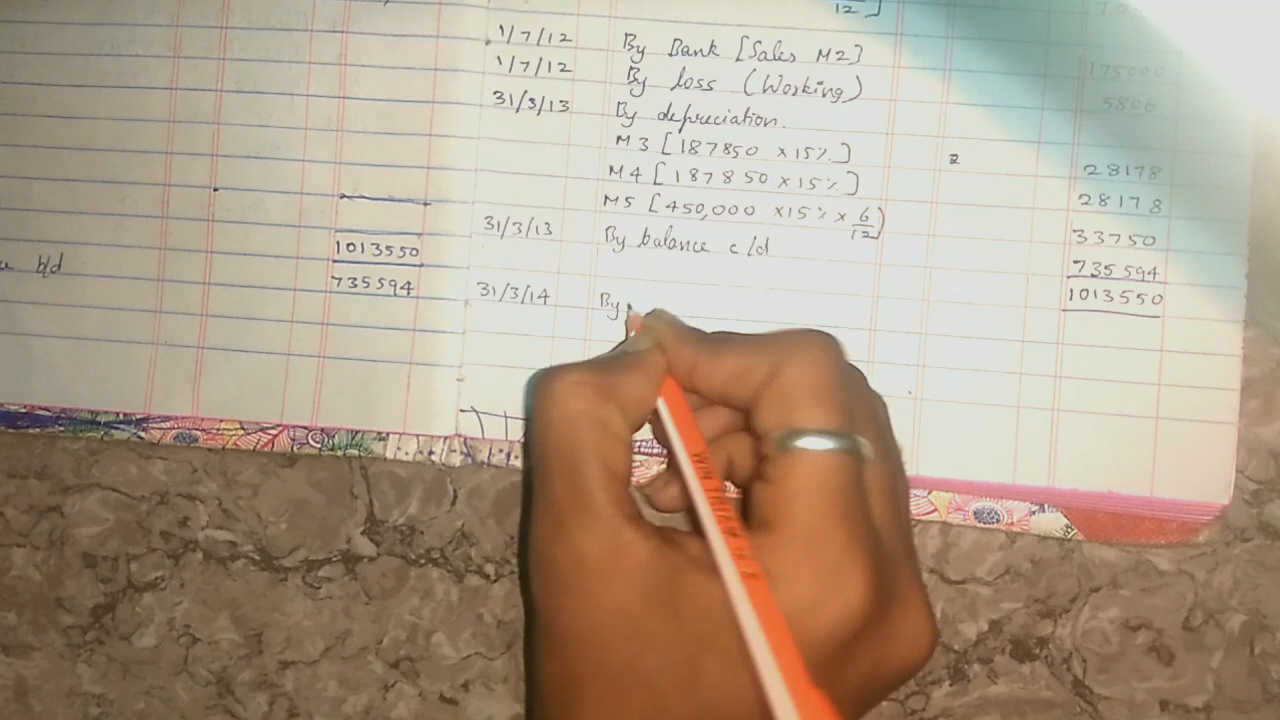 12]
1/7/12 By Bank [Sales M2] 175000
1/7/12 By loss (Working) 5806
31/3/13 By depreciation.
M3 [187850 x 15%] 28178
M4 [187850 x 15%] 28178
M5 [450,000 x 15% x 6/12) 33750
31/3/13 By balance c/d 735594
1013550 1013550
b/d 735594
31/3/14 By